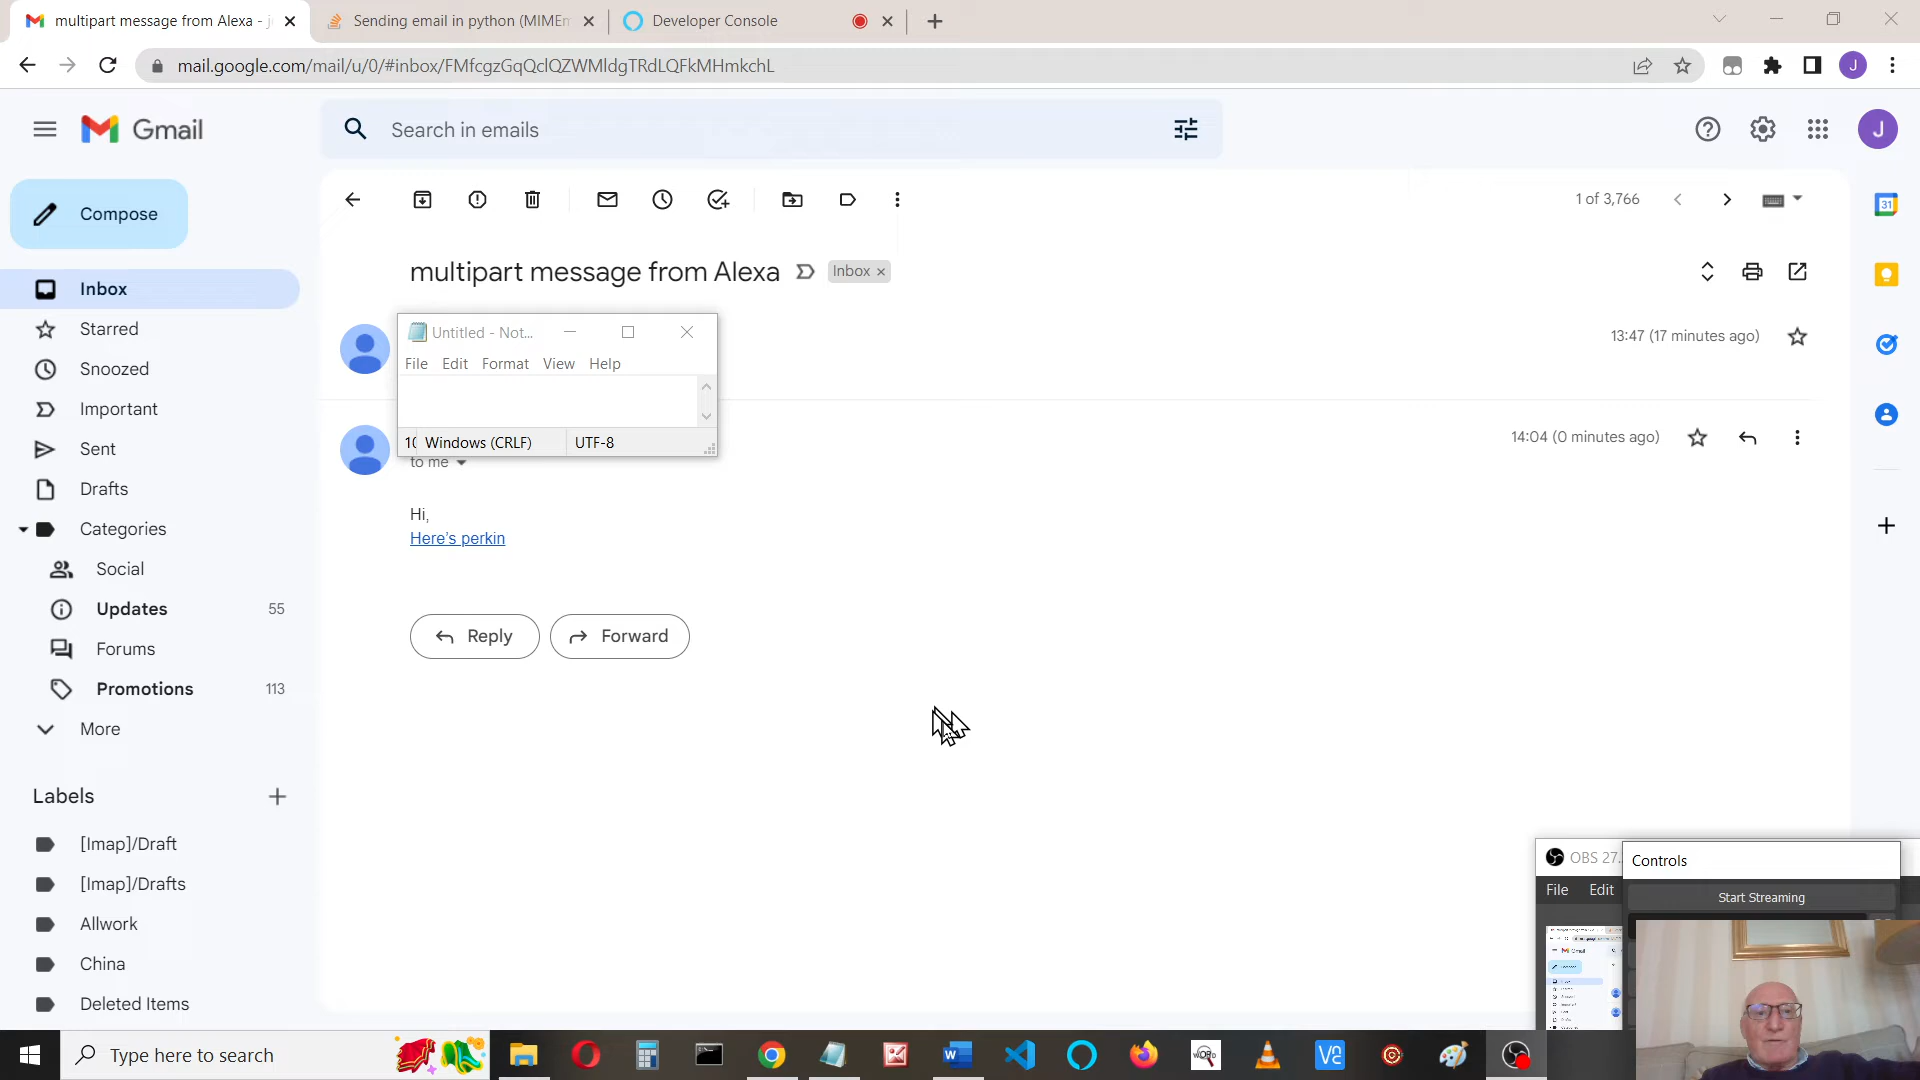 multipart message from Alexa - j
Sending email in python (MIMEm
Developer Console
mail.google.com/mail/u/0/#inbox/FMfcgzGqQclQZWMldgTRdLQFkMHmkchL
J
Gmail
Search in emails
J
Compose
1 of 3,766
31
multipart message from Alexa
Inbox
Inbox
Starred
Untitled - Not...
13:47 (17 minutes ago)
Snoozed
File Edit Format View Help
Important
Windows (CRLF) UTF-8
14:04 (0 minutes ago)
Sent
to me
Drafts
Hi,
Here's perkin
Categories
Social
Updates 55
Forums
Reply
Forward
Promotions 113
More
Labels
[Imap]/Draft
[Imap]/Drafts
Allwork
China
Deleted Items
OBS 27.
Controls
File Edit
Start Streaming
Type here to search